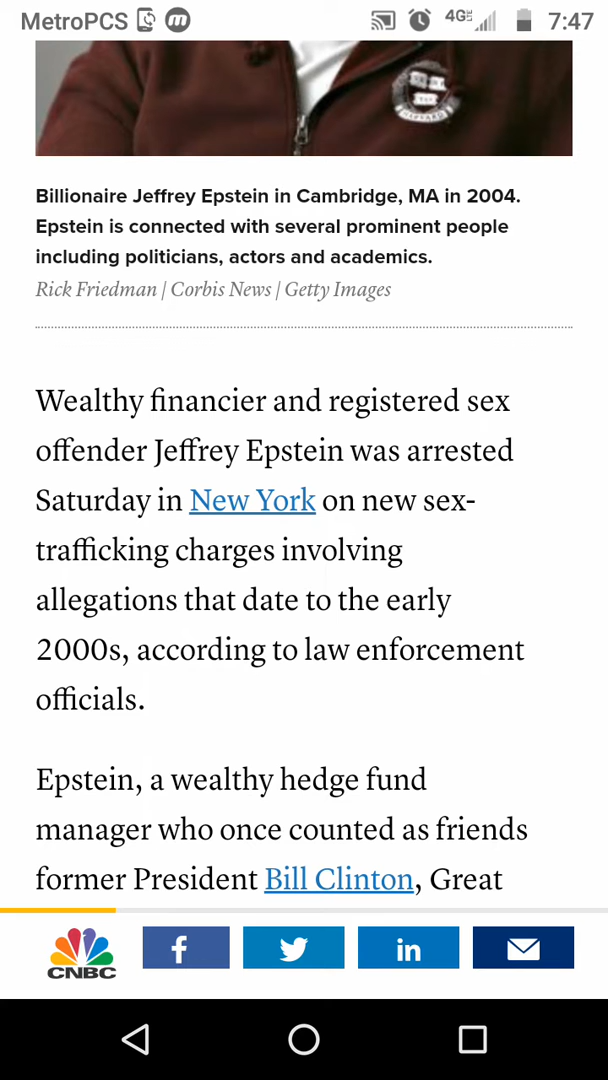 MetroPCS 4G 7:47
HARVARD
Billionaire Jeffrey Epstein in Cambridge, MA in 2004.
Epstein is connected with several prominent people
including politicians, actors and academics.
Rick Friedman | Corbis News | Getty Images
Wealthy financier and registered sex
offender Jeffrey Epstein was arrested
Saturday in New York on new sex-
trafficking charges involving
allegations that date to the early
2000s, according to law enforcement
officials.
Epstein, a wealthy hedge fund
manager who once counted as friends
former President Bill Clinton, Great
CNBC